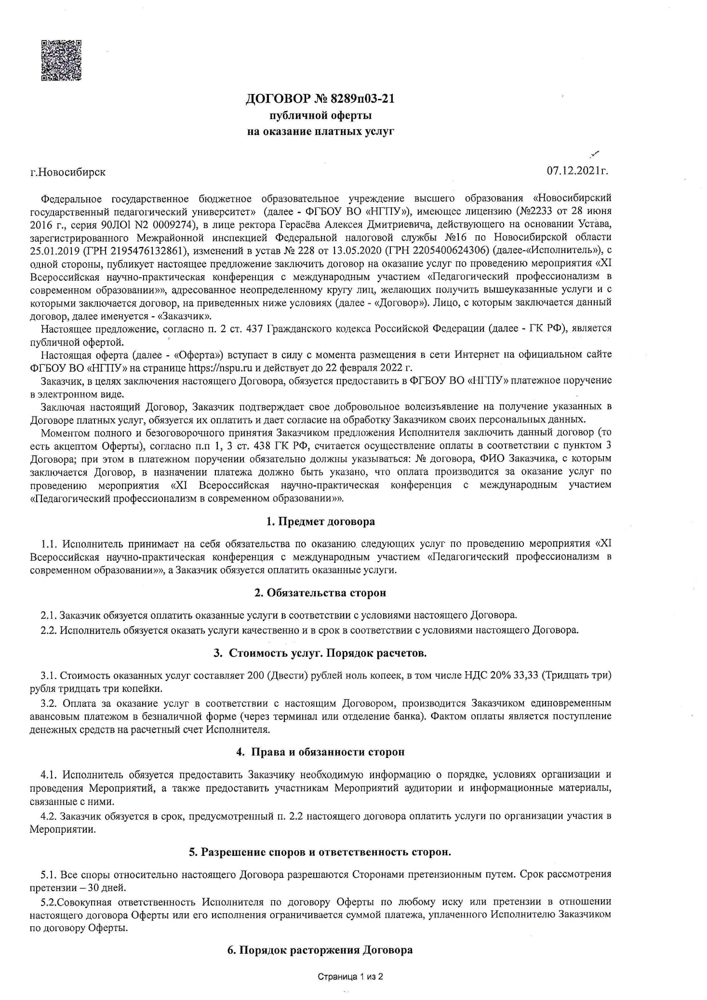 ДОГОВОР № 8289п03-21
публичной оферты
на оказание платных услуг
г.Новосибирск
07.12.2021г.
Федеральное государственное бюджетное образовательное учреждение высшего образования «Новосибирский
государственный педагогический университет» (далее - ФГБОУ ВО «НГПУ»), имеющее лицензию (№2233 от 28 июня
2016 г., серия 90ЛО1 N2 0009274), в лице ректора Герасёва Алексея Дмитриевича, действующего на основании Устава,
зарегистрированного Межрайонной инспекцией Федеральной налоговой службы №16 по Новосибирской области
25.01.2019 (ГРН 2195476132861), изменений в устав № 228 от 13.05.2020 (ГРН 2205400624306) (далее-«Исполнитель»), с
одной стороны, публикует настоящее предложение заключить договор на оказание услуг по проведению мероприятия «XI
Всероссийская научно-практическая конференция с международным участием «Педагогический профессионализм в
современном образовании»», адресованное неопределенному кругу лиц, желающих получить вышеуказанные услуги и с
которыми заключается договор, на приведенных ниже условиях (далее - «Договор»). Лицо, с которым заключается данный
договор, далее именуется - «Заказчик».
Настоящее предложение, согласно п. 2 ст. 437 Гражданского кодекса Российской Федерации (далее - ГК РФ), является
публичной офертой.
Настоящая оферта (далее - «Оферта») вступает в силу с момента размещения в сети Интернет на официальном сайте
ФГБОУ ВО «НГПУ» на странице https://nspu.ru и действует до 22 февраля 2022 г.
Заказчик, в целях заключения настоящего Договора, обязуется предоставить в ФГБОУ ВО «НГПУ» платежное поручение
в электронном виде.
Заключая настоящий Договор, Заказчик подтверждает свое добровольное волеизъявление на получение указанных в
Договоре платных услуг, обязуется их оплатить и дает согласие на обработку Заказчиком своих персональных данных.
Моментом полного и безоговорочного принятия Заказчиком предложения Исполнителя заключить данный договор (то
есть акцептом Оферты), согласно п.п 1, 3 ст. 438 ГК РФ, считается осуществление оплаты в соответствии с пунктом 3
Договора; при этом в платежном поручении обязательно должны указываться: № договора, ФИО Заказчика, с которым
заключается Договор, в назначении платежа должно быть указано, что оплата производится за оказание услуг по
проведению мероприятия «XI Всероссийская научно-практическая конференция с международным участием
«Педагогический профессионализм в современном образовании»».
1. Предмет договора
1.1. Исполнитель принимает на себя обязательства по оказанию следующих услуг по проведению мероприятия «XI
Всероссийская научно-практическая конференция с международным участием «Педагогический профессионализм в
современном образовании»», а Заказчик обязуется оплатить оказанные услуги.
2. Обязательства сторон
2.1. Заказчик обязуется оплатить оказанные услуги в соответствии с условиями настоящего Договора.
2.2. Исполнитель обязуется оказать услуги качественно и в срок в соответствии с условиями настоящего Договора.
3. Стоимость услуг. Порядок расчетов.
3.1. Стоимость оказанных услуг составляет 200 (Двести) рублей ноль копеек, в том числе НДС 20% 33,33 (Тридцать три)
рубля тридцать три копейки.
3.2. Оплата за оказание услуг в соответствии с настоящим Договором, производится Заказчиком единовременным
авансовым платежом в безналичной форме (через терминал или отделение банка). Фактом оплаты является поступление
денежных средств на расчетный счет Исполнителя.
4. Права и обязанности сторон
4.1. Исполнитель обязуется предоставить Заказчику необходимую информацию о порядке, условиях организации и
проведения Мероприятий, а также предоставить участникам Мероприятий аудитории и информационные материалы,
связанные с ними.
4.2. Заказчик обязуется в срок, предусмотренный п. 2.2 настоящего договора оплатить услуги по организации участия в
Мероприятии.
5. Разрешение споров и ответственность сторон.
5.1. Все споры относительно настоящего Договора разрешаются Сторонами претензионным путем. Срок рассмотрения
претензии – 30 дней.
5.2.Совокупная ответственность Исполнителя по договору Оферты по любому иску или претензии в отношении
настоящего договора Оферты или его исполнения ограничивается суммой платежа, уплаченного Исполнителю Заказчиком
по договору Оферты.
6. Порядок расторжения Договора
Страница 1 из 2